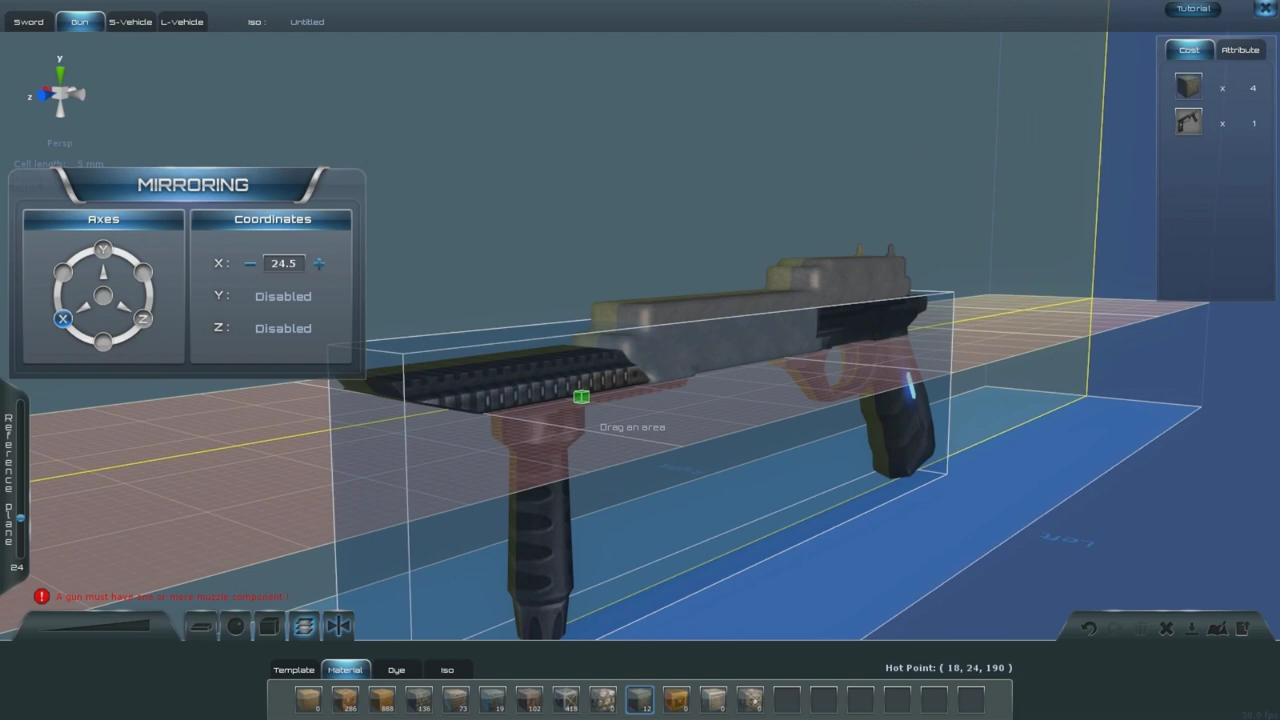 Sword Gun S-Vehicle L-Vehicle Iso : Untitled Tutorial
Cost Attribute
y
z
x 4
x 1
Persp
Cell length: 5 mm
MIRRORING
Axes Coordinates
Y
X Z
X: 24.5
Y: Disabled
Z: Disabled
Drag an area
Left
Reference plane
24
! A gun must have one or more muzzle component !
Template Material Dye Iso
Hot Point: ( 18, 24, 190 )
0 286 888 136 73 19 102 418 0 12 0 0 0